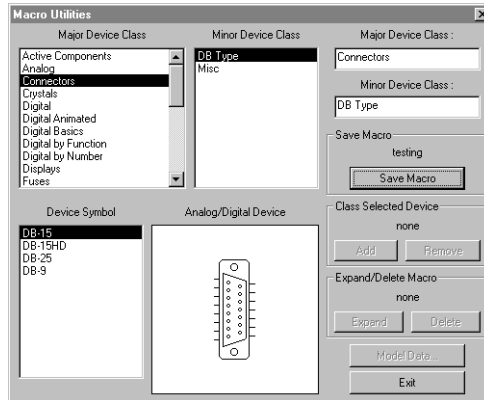 Macro Utilities
Major Device Class
Minor Device Class
Major Device Class :
Active Components
Analog
Connectors
Crystals
Digital
Digital Animated
Digital Basics
Digital by Function
Digital by Number
Displays
Fuses
DB Type
Misc
Connectors
Minor Device Class :
DB Type
Save Macro
testing
Save Macro
Device Symbol
Analog/Digital Device
DB-15
DB-15HD
DB-25
DB-9
Class Selected Device
none
Add
Remove
Expand/Delete Macro
none
Expand
Delete
Model Data...
Exit